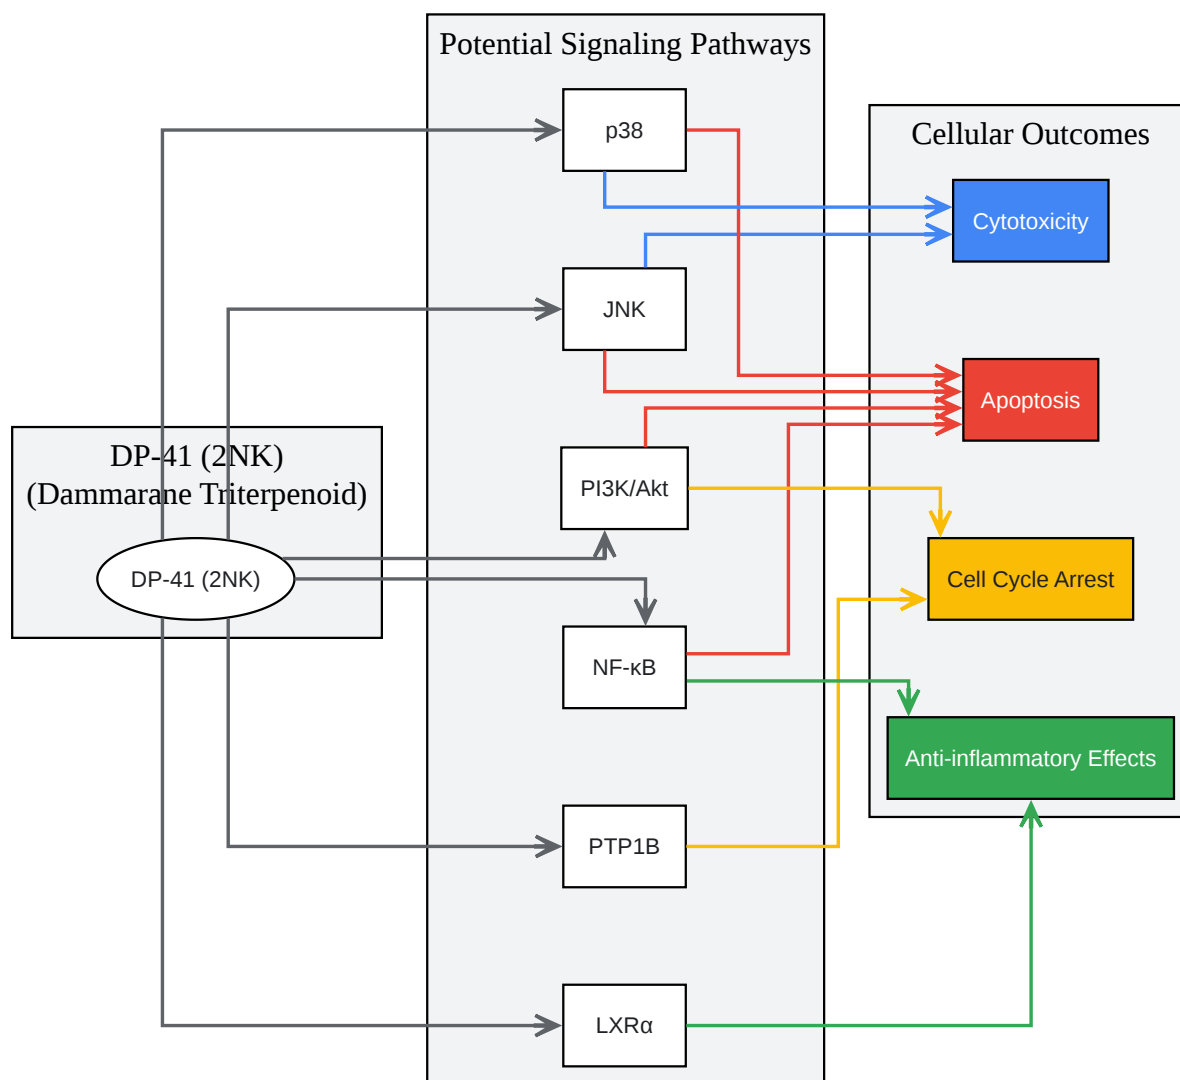 Potential Signaling Pathways
p38
JNK
PI3K/Akt
NF-κB
PTP1B
LXRα
Cellular Outcomes
Cytotoxicity
Apoptosis
Cell Cycle Arrest
Anti-inflammatory Effects
DP-41 (2NK)
(Dammarane Triterpenoid)
DP-41 (2NK)